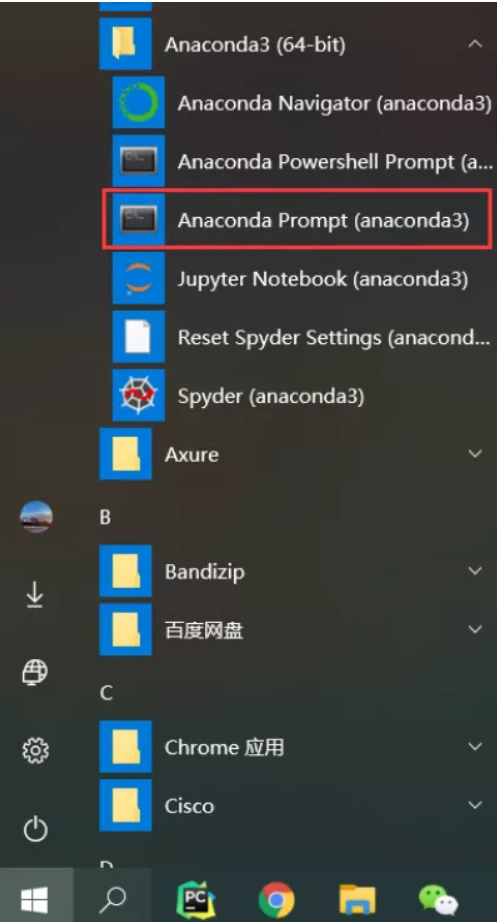 Anaconda3 (64-bit)
Anaconda Navigator (anaconda3)
Anaconda Powershell Prompt (a...
Anaconda Prompt (anaconda3)
Jupyter Notebook (anaconda3)
Reset Spyder Settings (anacond...
Spyder (anaconda3)
Axure
B
Bandizip
百度网盘
C
Chrome 应用
Cisco
D
PC